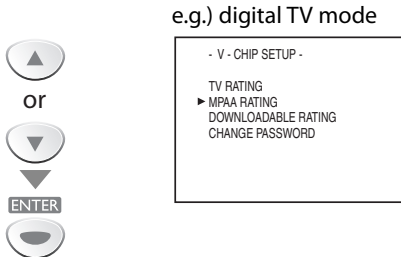 e.g.) digital TV mode
or
ENTER
- V - CHIP SETUP -
TV RATING
MPAA RATING
DOWNLOADABLE RATING
CHANGE PASSWORD